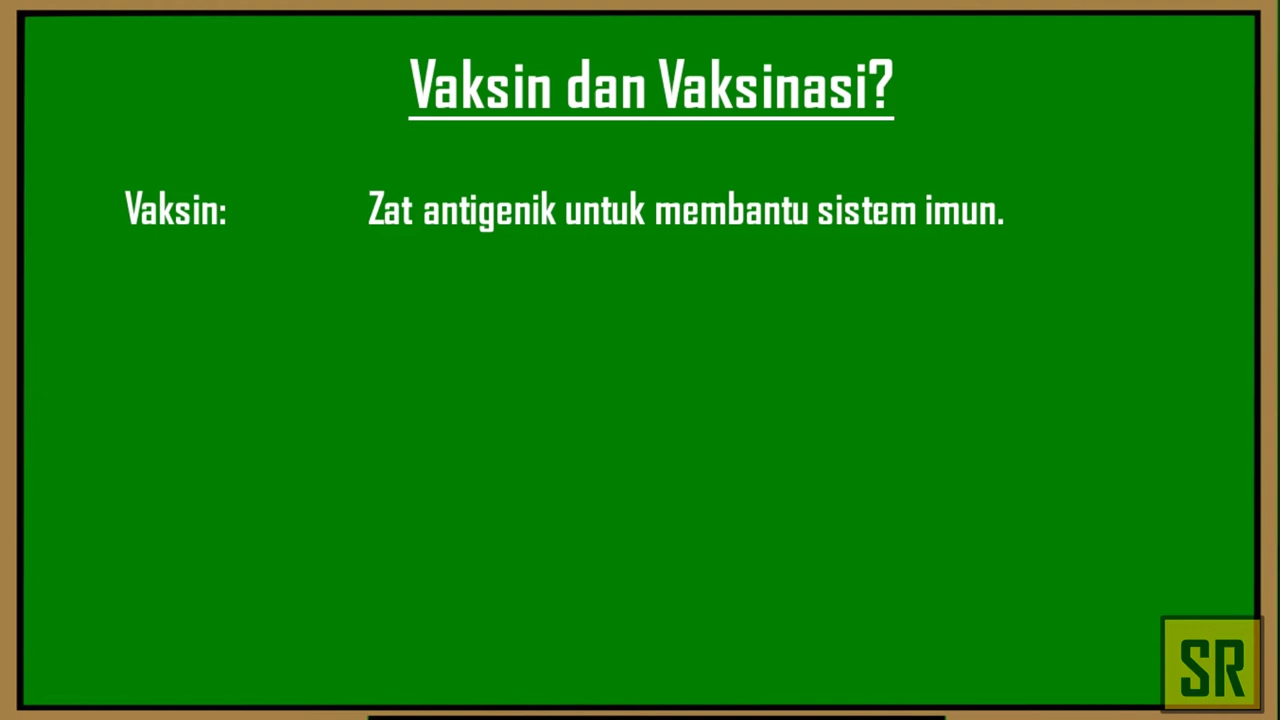 Vaksin dan Vaksinasi?
Vaksin: Zat antigenik untuk membantu sistem imun.
SR